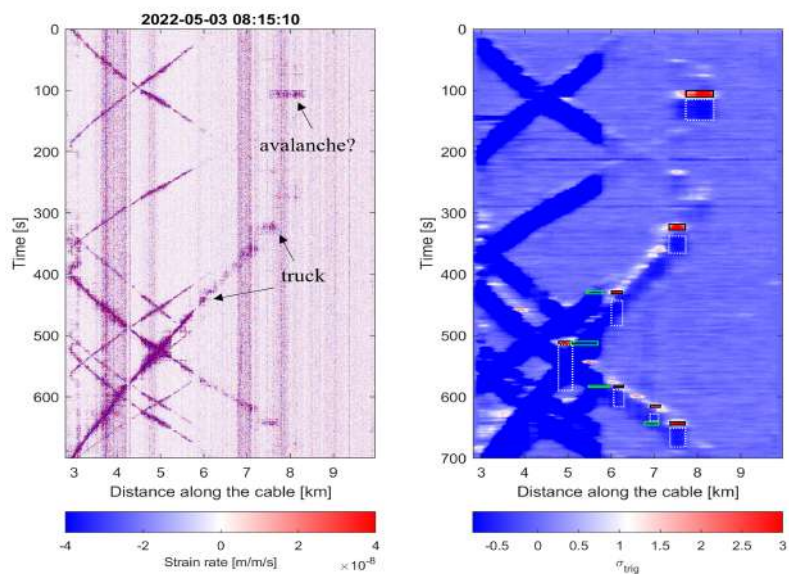 2022-05-03 08:15:10
0
100
200
300
400
500
600
Time [s]
avalanche?
truck
3 4 5 6 7 8 9
Distance along the cable [km]
-4 -2 0 2 4
Strain rate [m/m/s] ×10⁻⁸
0
100
200
300
400
500
600
700
Time [s]
3 4 5 6 7 8 9
Distance along the cable [km]
-0.5 0 0.5 1 1.5 2 2.5 3
σtrig